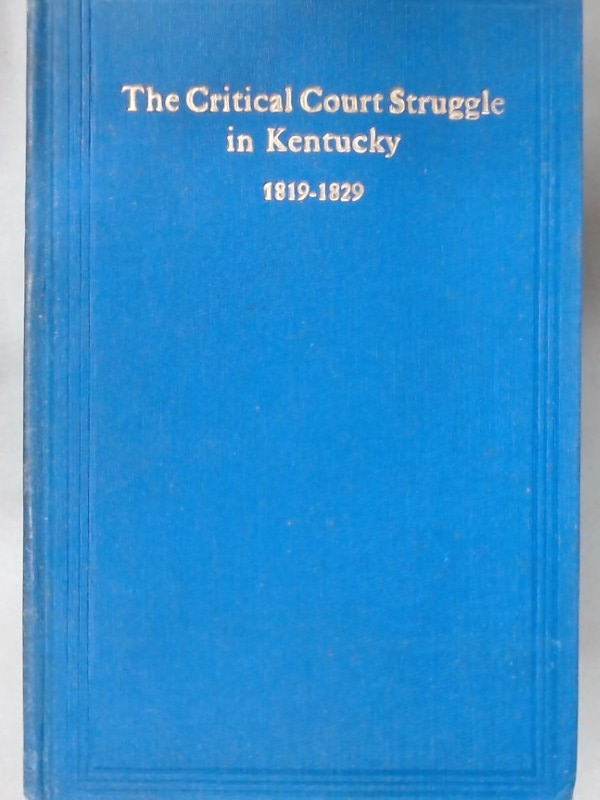 The Critical Court Struggle
in Kentucky
1819-1829